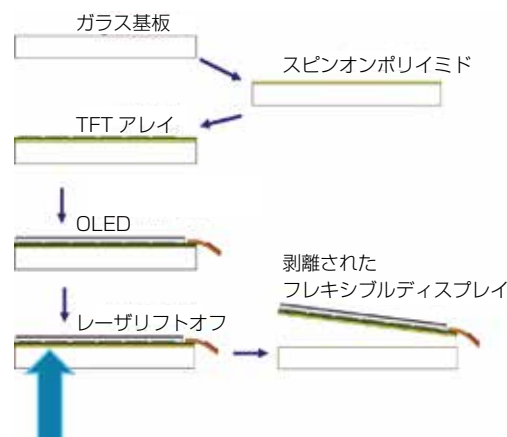 ガラス基板
スピンオンポリイミド
TFT アレイ
OLED
剥離された
フレキシブルディスプレイ
レーザリフトオフ